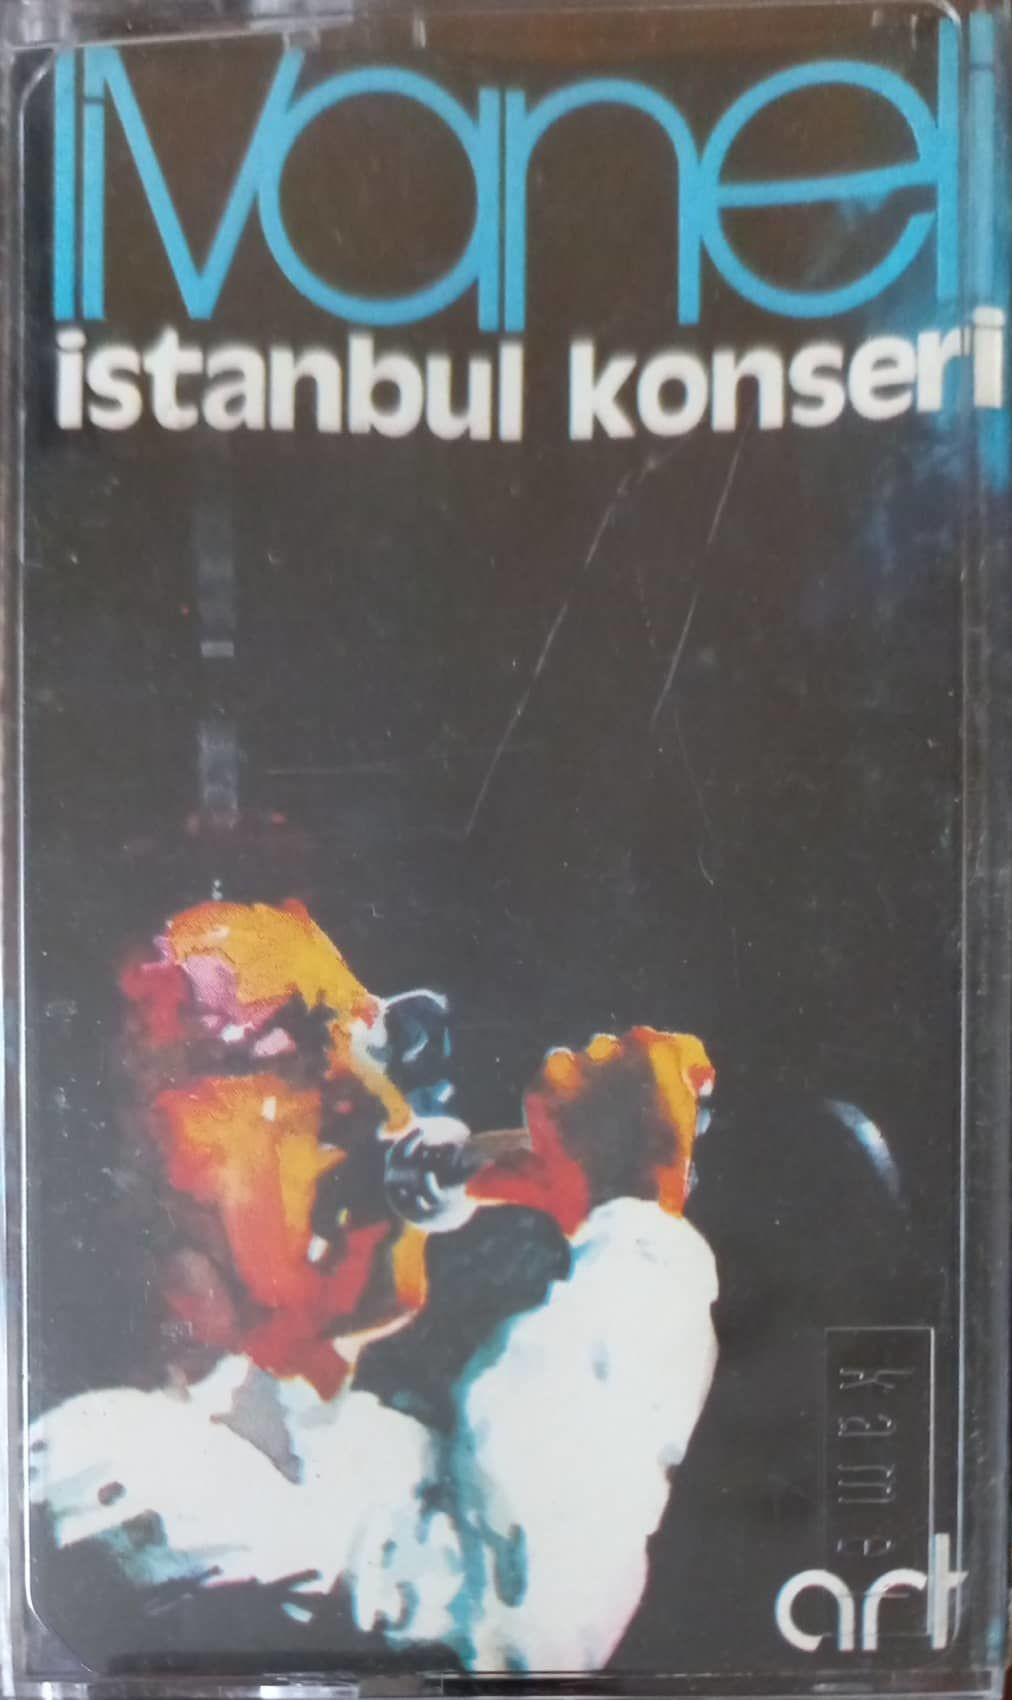 livaneli
istanbul konseri
kama
art